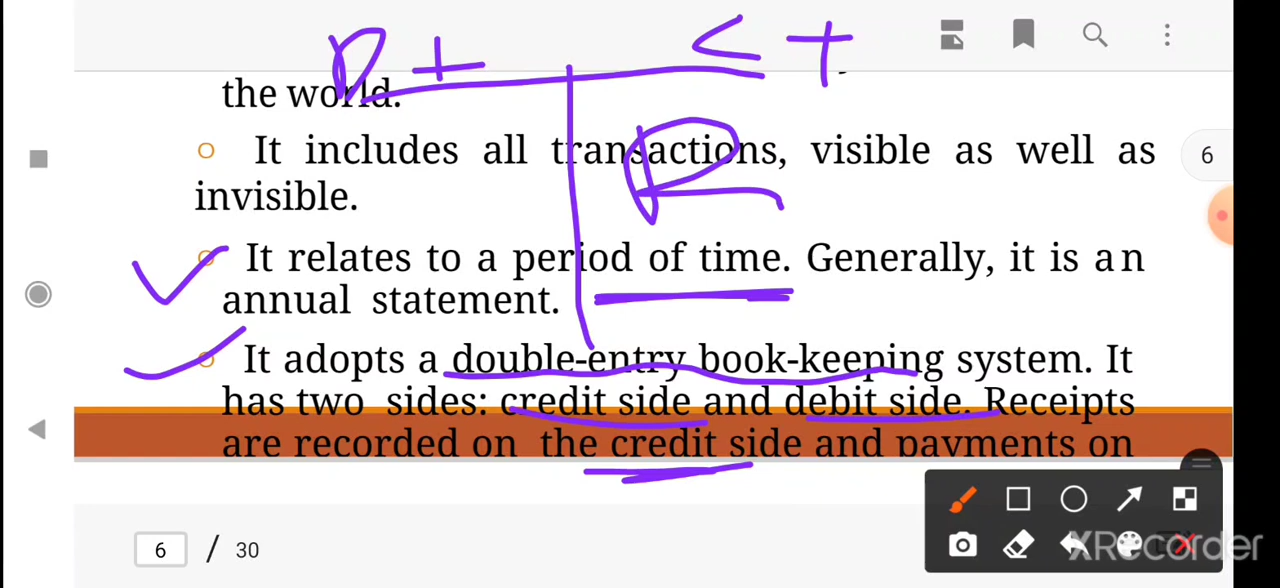 D + C +
the world.
6
o It includes all transactions, visible as well as
invisible.
R
o It relates to a period of time. Generally, it is an
annual statement.
o It adopts a double-entry book-keeping system. It
has two sides: credit side and debit side. Receipts
are recorded on the credit side and payments on
6 / 30
XRecorder